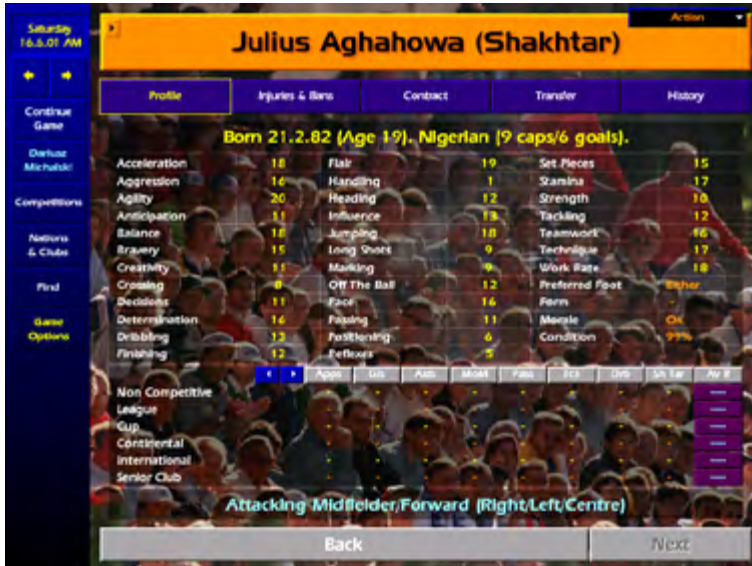 Saturday
16.6.01 AM
Action
Julius Aghahowa (Shakhtar)
Continue
Game
Dariusz
Michalski
Competitions
Nations
& Clubs
Find
Game
Options
Profile Injuries & Bans Contract Transfer History
Born 21.2.82 (Age 19). Nigerian (9 caps/6 goals).
Acceleration 18 Flair 19 Set Pieces 15
Aggression 16 Handling 1 Stamina 17
Agility 20 Heading 12 Strength 10
Anticipation 11 Influence 13 Tackling 12
Balance 18 Jumping 18 Teamwork 16
Bravery 15 Long Shots 9 Technique 17
Creativity 11 Marking 9 Work Rate 18
Crossing 8 Off The Ball 12 Preferred Foot Either
Decisions 11 Pace 16 Form -
Determination 16 Passing 11 Morale OK
Dribbling 13 Positioning 6 Condition 99%
Finishing 12 Reflexes 5
Apps Gls Asts MoM Pass Tck Drb Sh Tar Av R
Non Competitive - - - - - - - - ---
League - - - - - - - - ---
Cup - - - - - - - - ---
Continental - - - - - - - - ---
International - - - - - - - - ---
Senior Club - - - - - - - - ---
Attacking Midfielder/Forward (Right/Left/Centre)
Back Next